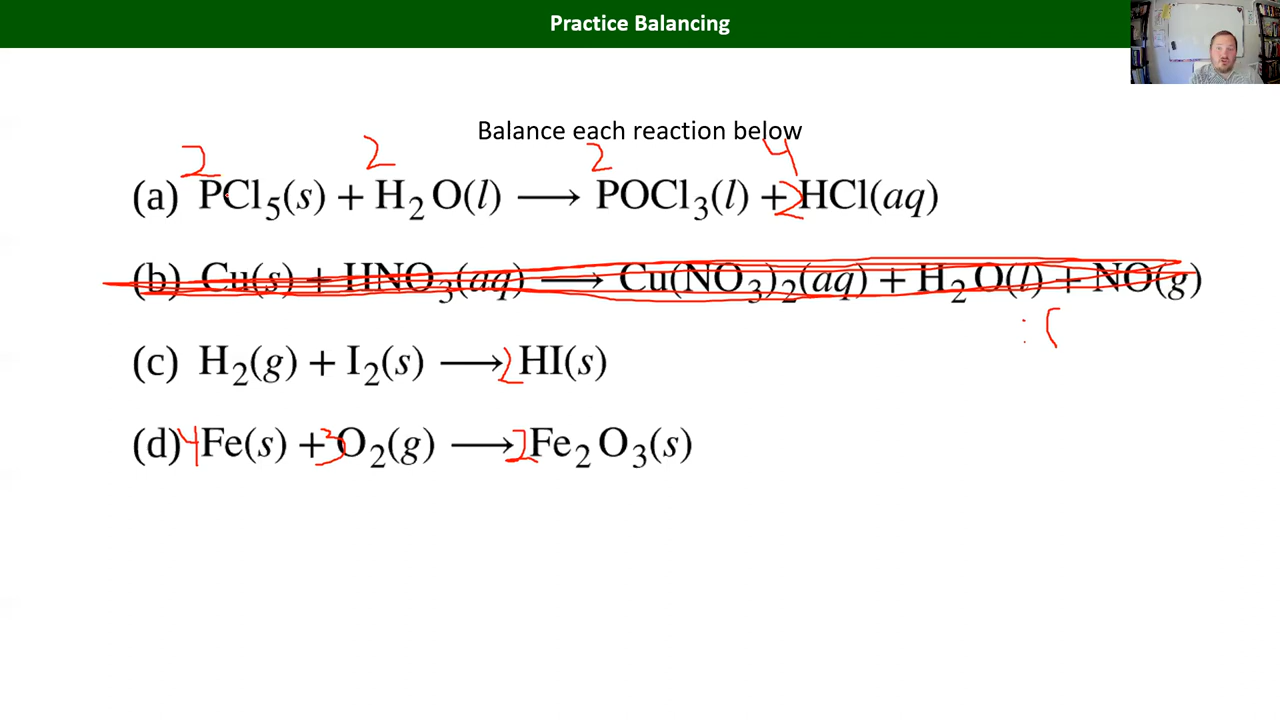 Practice Balancing
Balance each reaction below
2 2 2 4
(a) PCl₅(s) + H₂O(l) ⟶ POCl₃(l) + 2HCl(aq)
(b) Cu(s) + HNO₃(aq) ⟶ Cu(NO₃)₂(aq) + H₂O(l) + NO(g)
:(
(c) H₂(g) + I₂(s) ⟶ 2HI(s)
(d) 4Fe(s) + 3O₂(g) ⟶ 2Fe₂O₃(s)